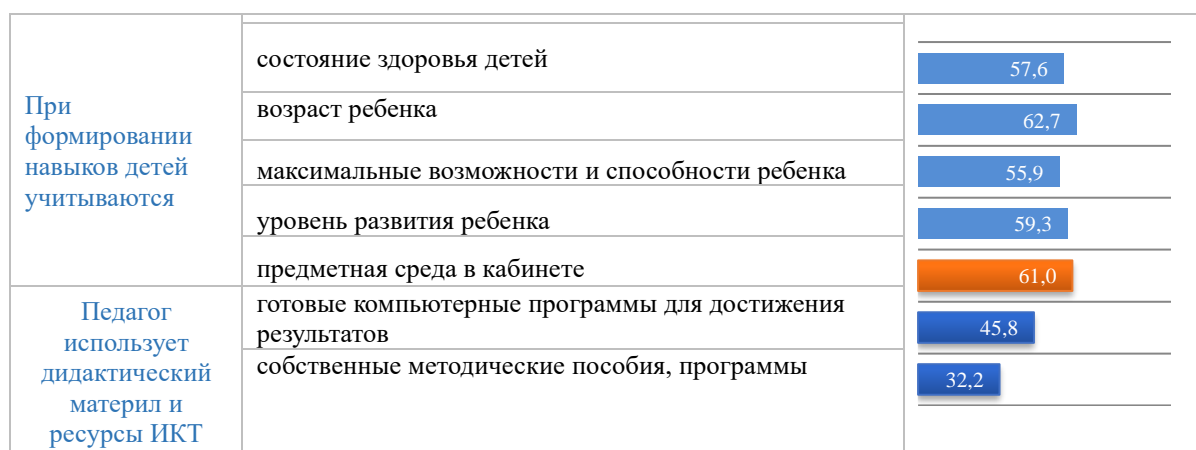 При
формировании
навыков детей
учитываются
состояние здоровья детей
57,6
возраст ребенка
62,7
максимальные возможности и способности ребенка
55,9
уровень развития ребенка
59,3
предметная среда в кабинете
61,0
Педагог
использует
дидактический
материл и
ресурсы ИКТ
готовые компьютерные программы для достижения
результатов
45,8
собственные методические пособия, программы
32,2